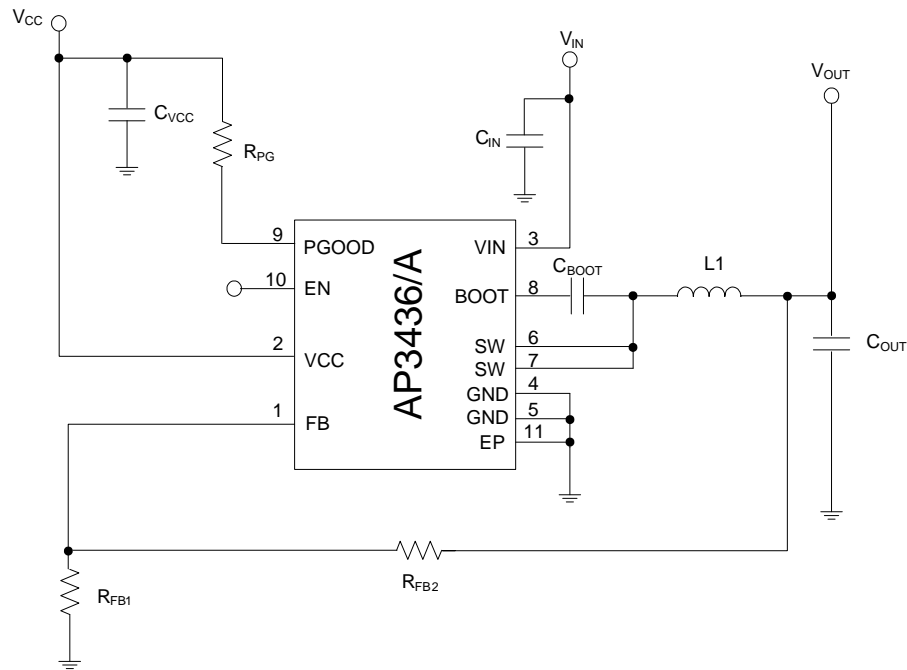 VCC
VIN
VOUT
CVCC
CIN
RPG
9
PGOOD
VIN
3
10
EN
CBOOT
L1
BOOT
8
AP3436/A
2
VCC
SW
6
SW
7
COUT
GND
4
1
FB
GND
5
EP
11
RFB2
RFB1